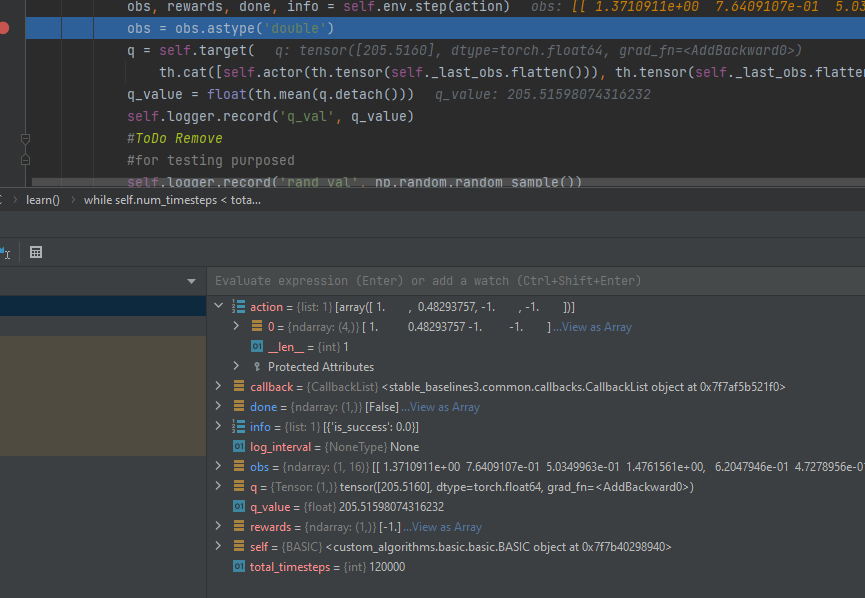 obs, rewards, done, info = self.env.step(action)   obs: [[ 1.3710911e+00  7.6409107e-01  5.03
obs = obs.astype('double')
q = self.target(   q: tensor([205.5160], dtype=torch.float64, grad_fn=<AddBackward0>)
th.cat([self.actor(th.tensor(self._last_obs.flatten())), th.tensor(self._last_obs.flatte
q_value = float(th.mean(q.detach()))   q_value: 205.51598074316232
self.logger.record('q_val', q_value)
#ToDo Remove
#for testing purposed
self.logger.record('rand_val', np.random.random_sample())
learn() > while self.num_timesteps < tota...
Evaluate expression (Enter) or add a watch (Ctrl+Shift+Enter)
action = {list: 1} [array([ 1.        ,  0.48293757, -1.        , -1.        ])]
0 = {ndarray: (4,)} [ 1.          0.48293757 -1.         -1.        ] ...View as Array
01 __len__ = {int} 1
Protected Attributes
callback = {CallbackList} <stable_baselines3.common.callbacks.CallbackList object at 0x7f7af5b521f0>
done = {ndarray: (1,)} [False] ...View as Array
info = {list: 1} [{'is_success': 0.0}]
01 log_interval = {NoneType} None
obs = {ndarray: (1, 16)} [[ 1.3710911e+00  7.6409107e-01  5.0349963e-01  1.4761561e+00,   6.2047946e-01  4.7278956e-01
q = {Tensor: (1,)} tensor([205.5160], dtype=torch.float64, grad_fn=<AddBackward0>)
01 q_value = {float} 205.51598074316232
rewards = {ndarray: (1,)} [-1.] ...View as Array
self = {BASIC} <custom_algorithms.basic.basic.BASIC object at 0x7f7b40298940>
01 total_timesteps = {int} 120000